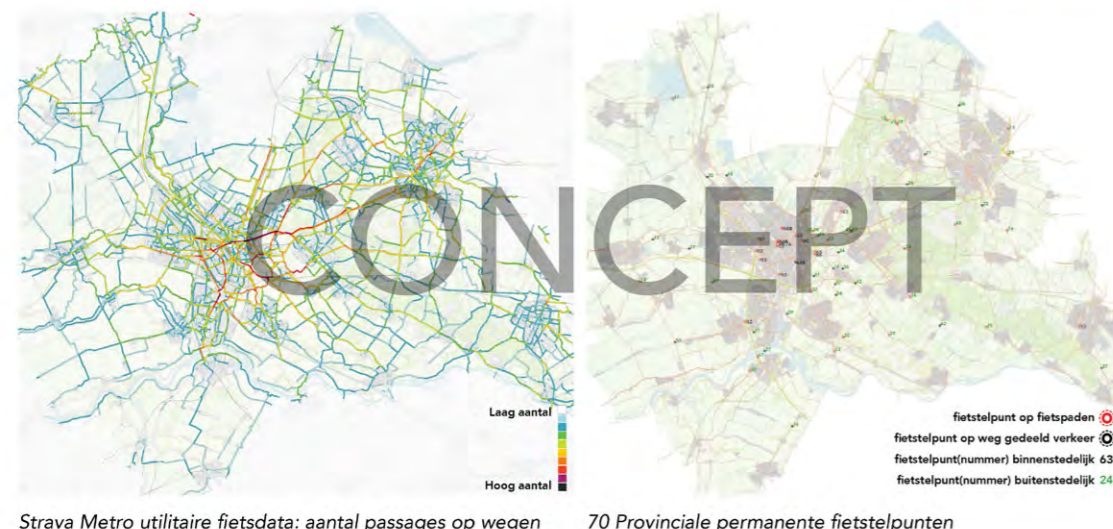 CONCEPT
Laag aantal
Hoog aantal
fietstelpunt op fietspaden
fietstelpunt op weg gedeeld verkeer
fietstelpunt(nummer) binnenstedelijk 63
fietstelpunt(nummer) buitenstedelijk 24
Strava Metro utilitaire fietsdata: aantal passages op wegen
70 Provinciale permanente fietstelpunten